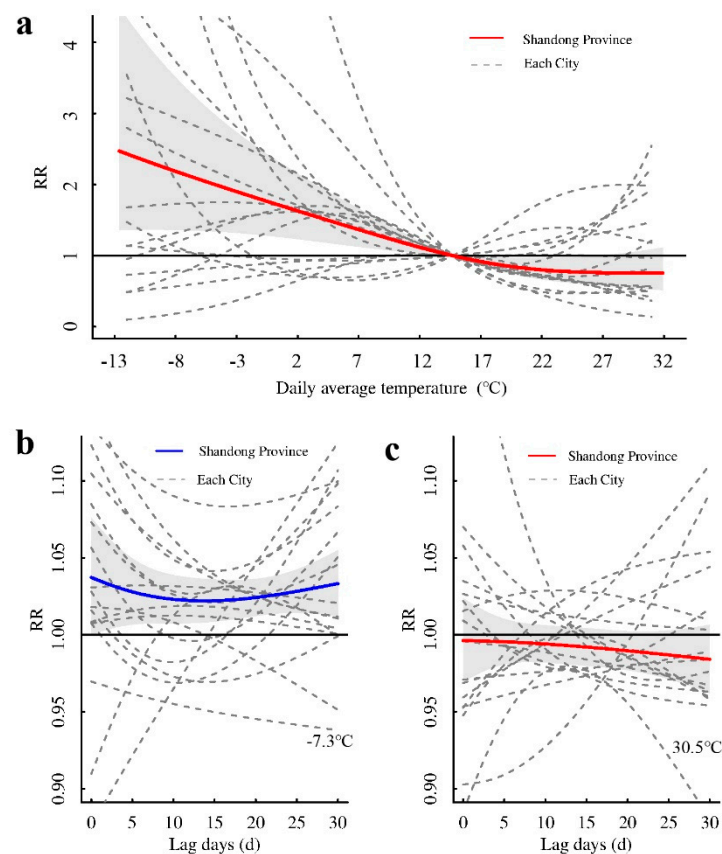 a
4
3
2
1
0
RR
Shandong Province
Each City
-13 -8 -3 2 7 12 17 22 27 32
Daily average temperature (℃)
b
1.10
1.05
1.00
0.95
0.90
RR
Shandong Province
Each City
-7.3℃
0 5 10 15 20 25 30
Lag days (d)
c
1.10
1.05
1.00
0.95
0.90
RR
Shandong Province
Each City
30.5℃
0 5 10 15 20 25 30
Lag days (d)